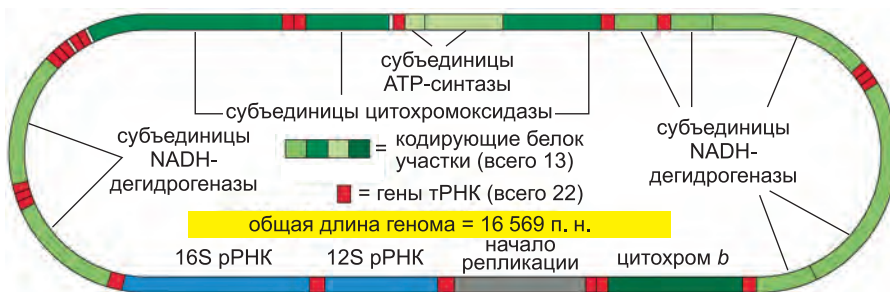 субъединицы
АТР-синтазы
субъединицы цитохромоксидазы
субъединицы
NADH-
дегидрогеназы
= кодирующие белок
участки (всего 13)
= гены тРНК (всего 22)
общая длина генома = 16 569 п. н.
субъединицы
NADH-
дегидрогеназы
16S рРНК
12S рРНК
начало
репликации
цитохром b